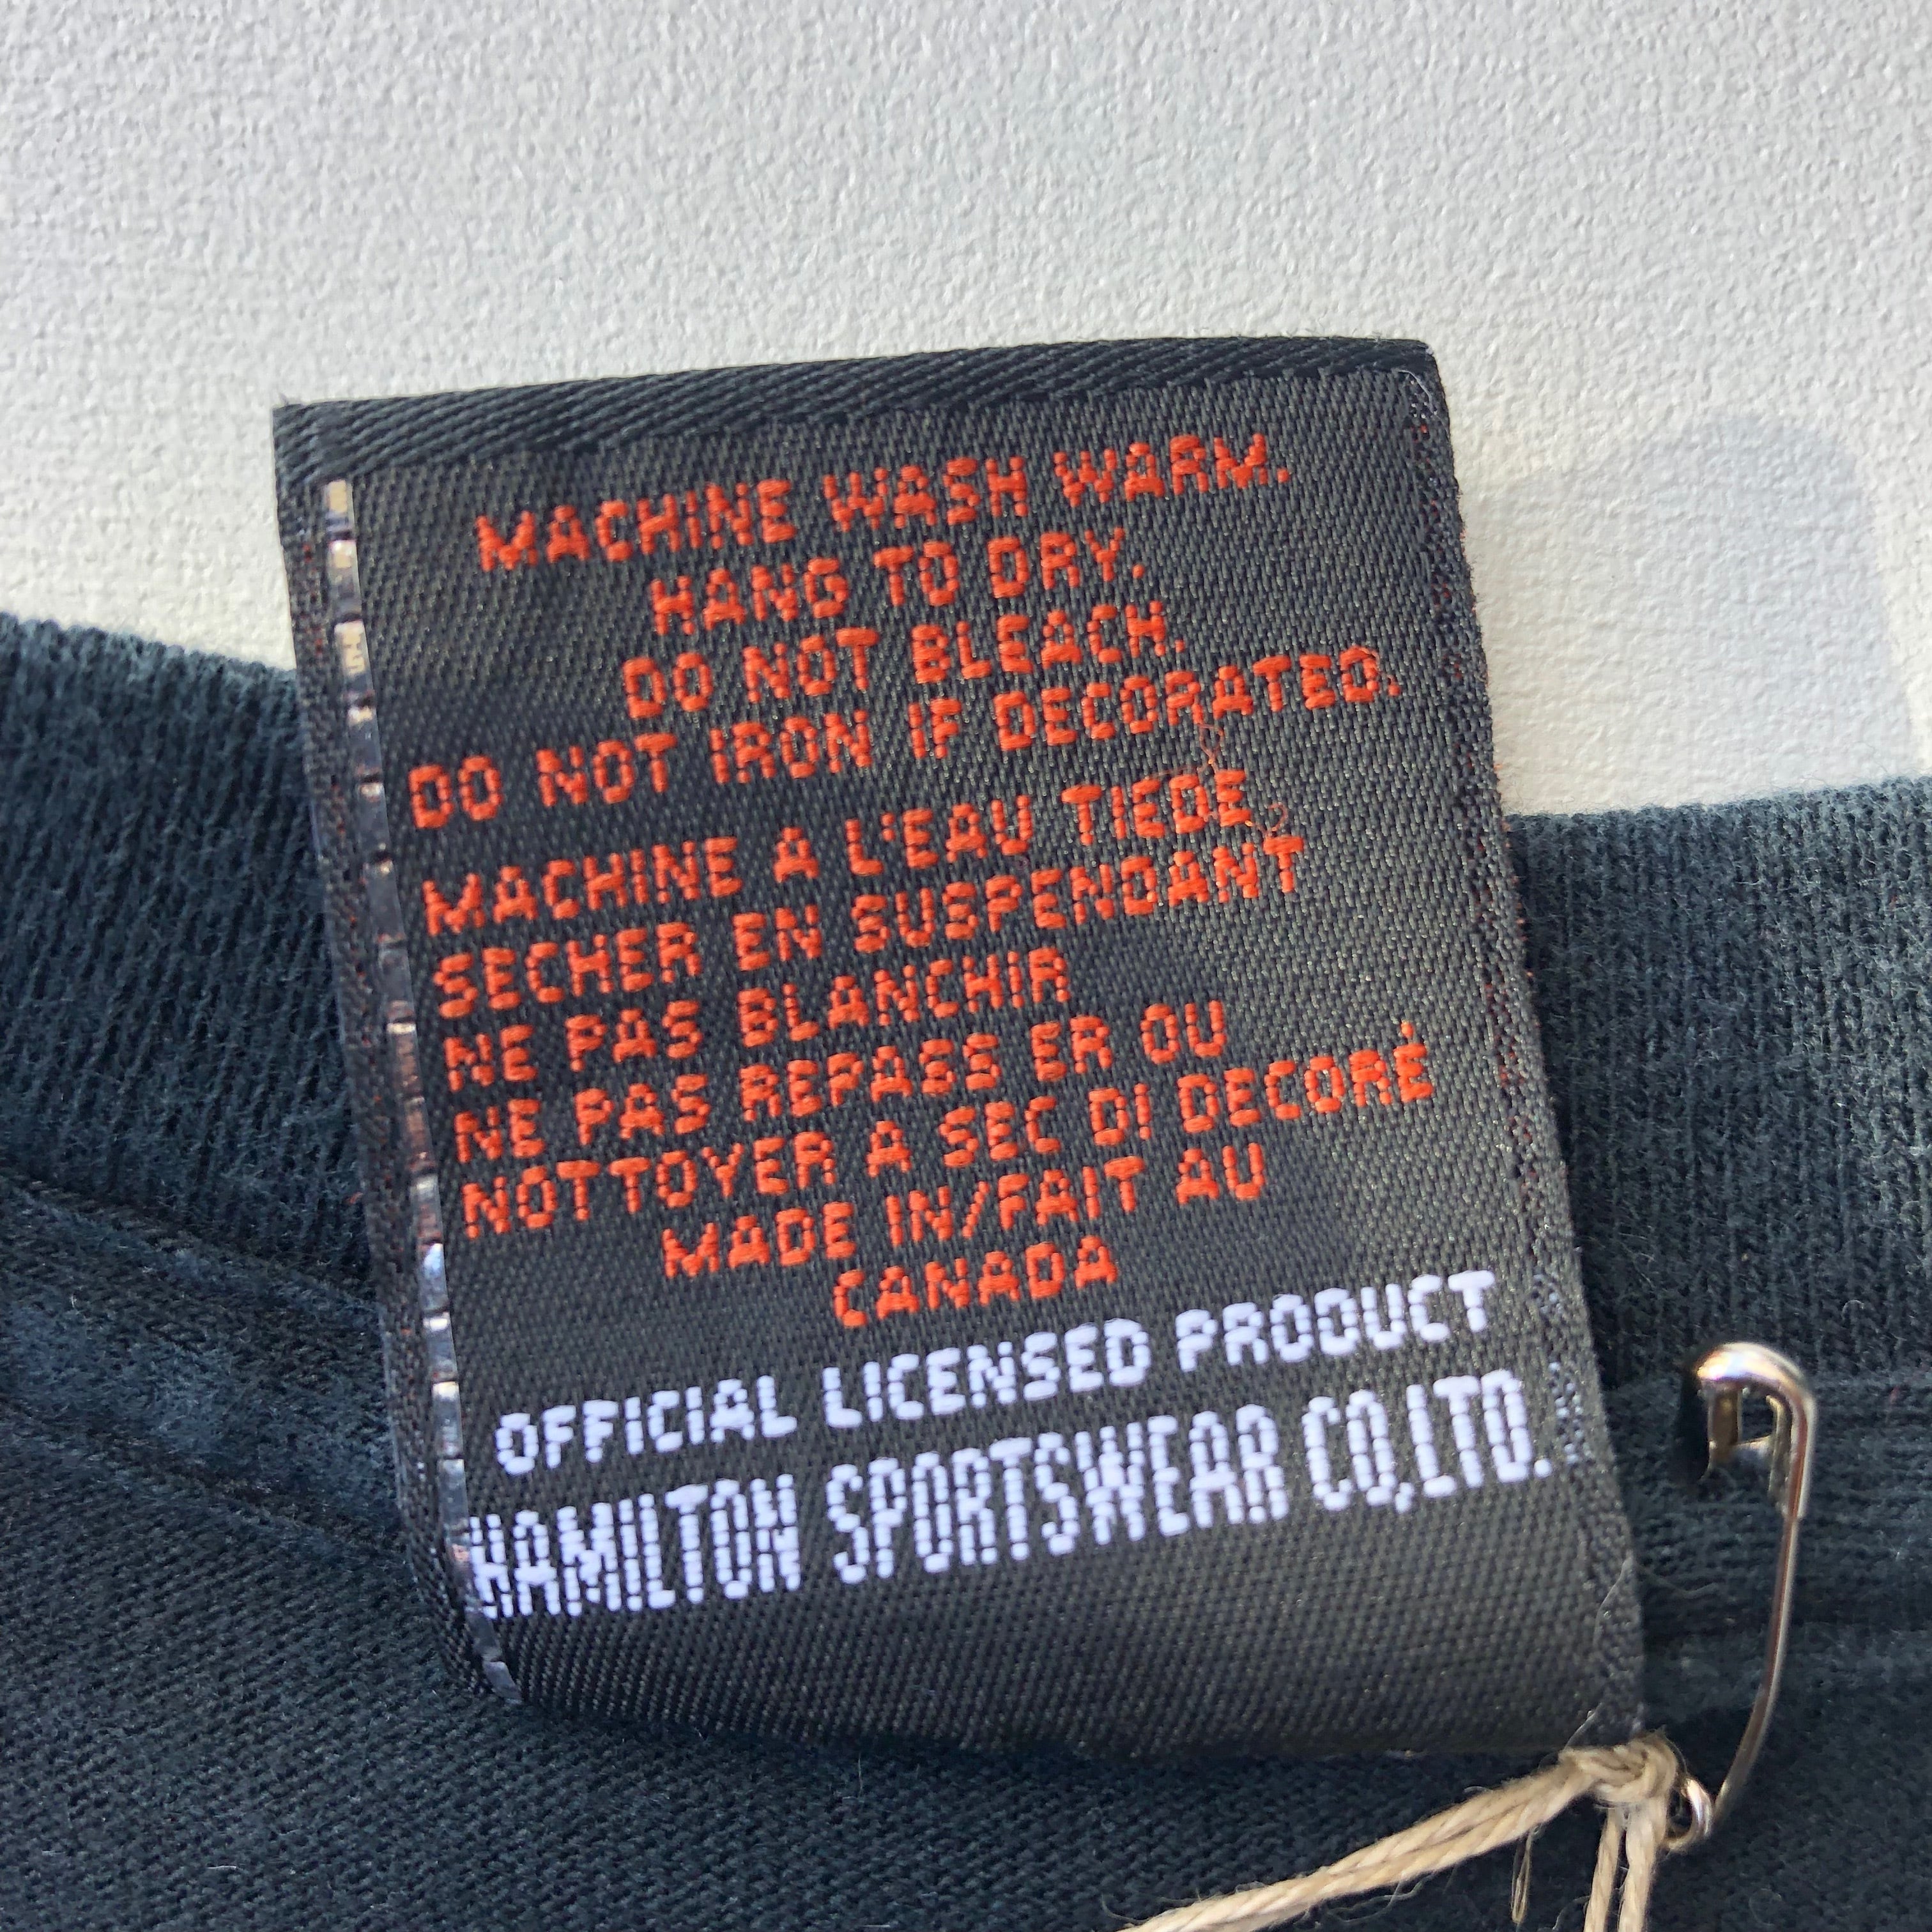 MACHINE WASH WARM.
HANG TO DRY.
DO NOT BLEACH.
DO NOT IRON IF DECORATED.
MACHINE A L'EAU TIEDE,
SECHER EN SUSPENDANT
NE PAS BLANCHIR
NE PAS REPASS ER OU
NOTTOYER A SEC DI DECORÉ
MADE IN/FAIT AU
CANADA
OFFICIAL LICENSED PRODUCT
HAMILTON SPORTSWEAR CO,LTD.